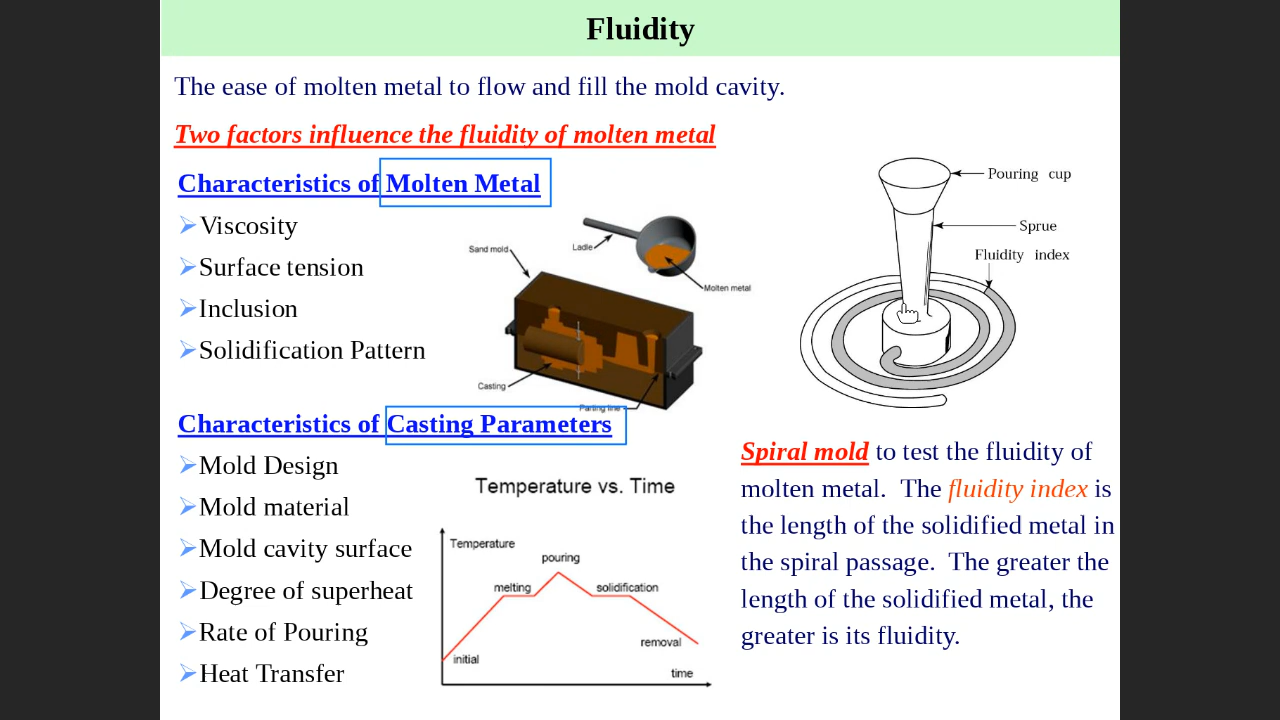 Fluidity
The ease of molten metal to flow and fill the mold cavity.
Two factors influence the fluidity of molten metal
Characteristics of Molten Metal
Viscosity
Surface tension
Inclusion
Solidification Pattern
Sand mold
Ladle
Molten metal
Casting
Parting line
Pouring cup
Sprue
Fluidity index
Characteristics of Casting Parameters
Mold Design
Mold material
Mold cavity surface
Degree of superheat
Rate of Pouring
Heat Transfer
Temperature vs. Time
Temperature
pouring
melting
solidification
removal
initial
time
Spiral mold to test the fluidity of
molten metal. The fluidity index is
the length of the solidified metal in
the spiral passage. The greater the
length of the solidified metal, the
greater is its fluidity.